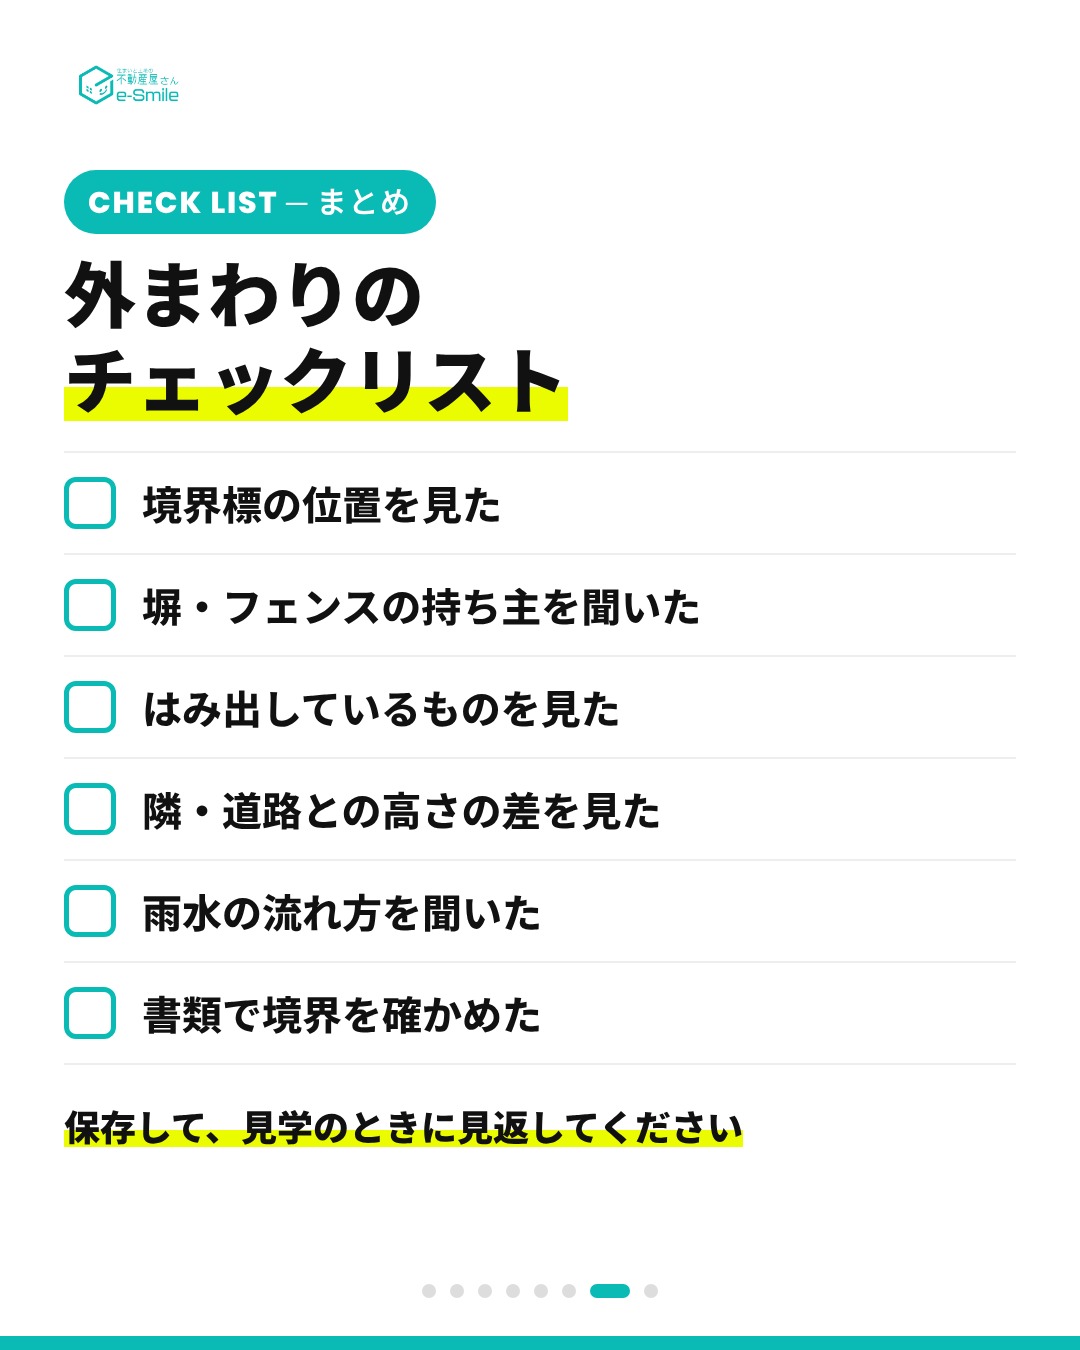 不動産屋さん
e-Smile
CHECK LIST — まとめ
外まわりの
チェックリスト
境界標の位置を見た
塀・フェンスの持ち主を聞いた
はみ出しているものを見た
隣・道路との高さの差を見た
雨水の流れ方を聞いた
書類で境界を確かめた
保存して、見学のときに見返してください